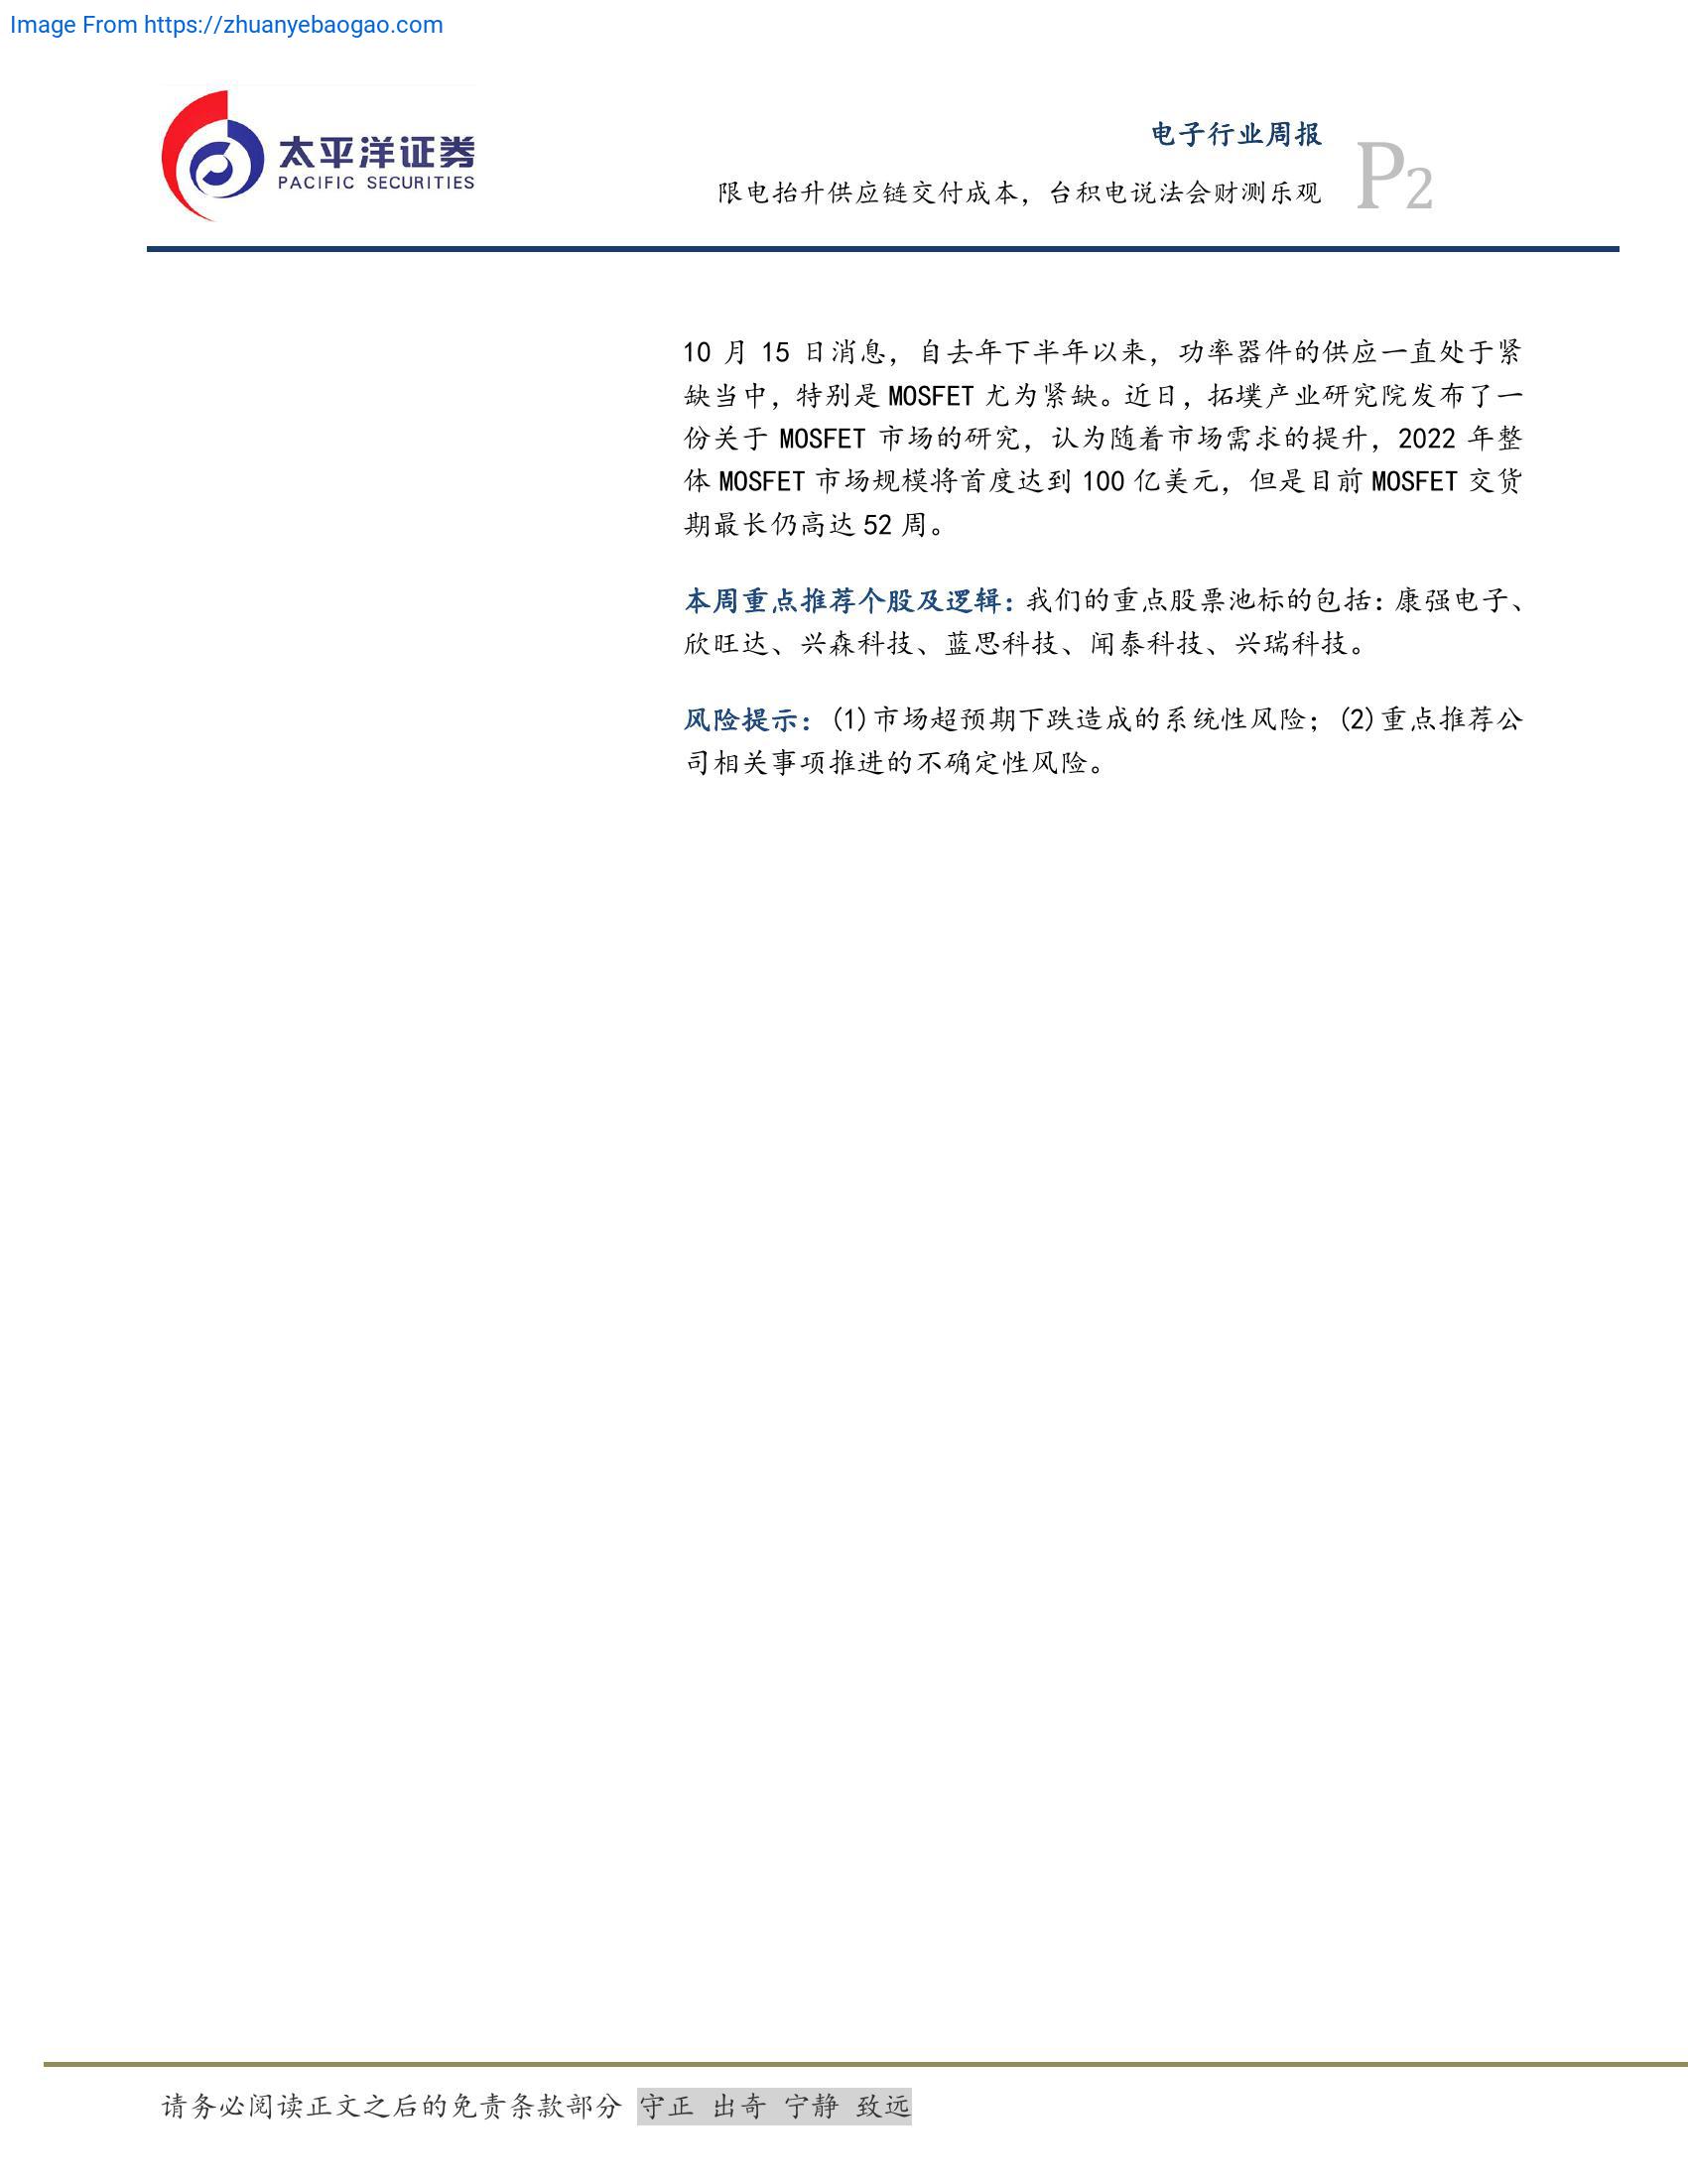 Image From https://zhuanyebaogao.com
太平洋证券
PACIFIC SECURITIES
电子行业周报
限电抬升供应链交付成本，台积电说法会财测乐观
P2
10 月 15 日消息，自去年下半年以来，功率器件的供应一直处于紧
缺当中，特别是 MOSFET 尤为紧缺。近日，拓墣产业研究院发布了一
份关于 MOSFET 市场的研究，认为随着市场需求的提升，2022 年整
体 MOSFET 市场规模将首度达到 100 亿美元，但是目前 MOSFET 交货
期最长仍高达 52 周。
本周重点推荐个股及逻辑：我们的重点股票池标的包括：康强电子、
欣旺达、兴森科技、蓝思科技、闻泰科技、兴瑞科技。
风险提示：(1)市场超预期下跌造成的系统性风险；(2)重点推荐公
司相关事项推进的不确定性风险。
请务必阅读正文之后的免责条款部分 守正 出奇 宁静 致远